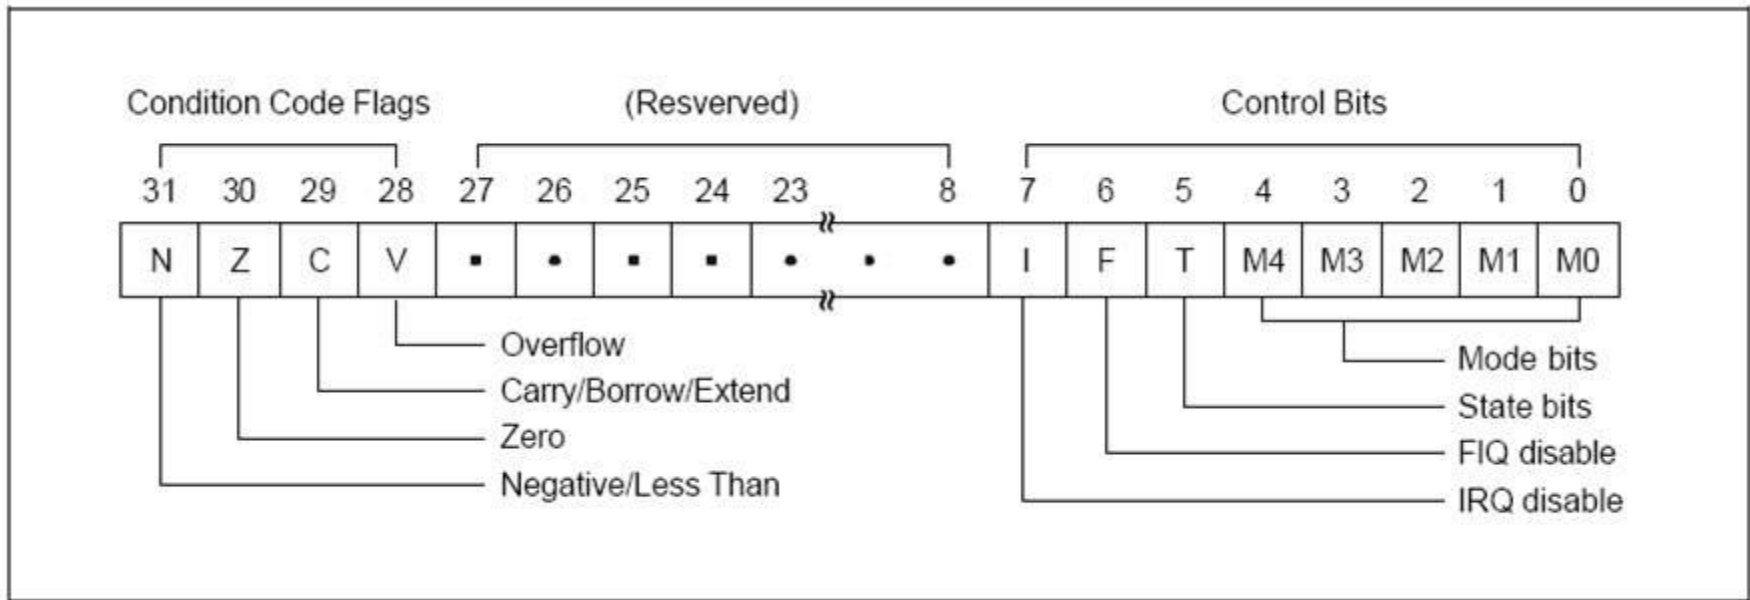 Condition Code Flags (Resverved) Control Bits
31 30 29 28 27 26 25 24 23 8 7 6 5 4 3 2 1 0
N Z C V I F T M4 M3 M2 M1 M0
Overflow
Carry/Borrow/Extend
Zero
Negative/Less Than
Mode bits
State bits
FIQ disable
IRQ disable